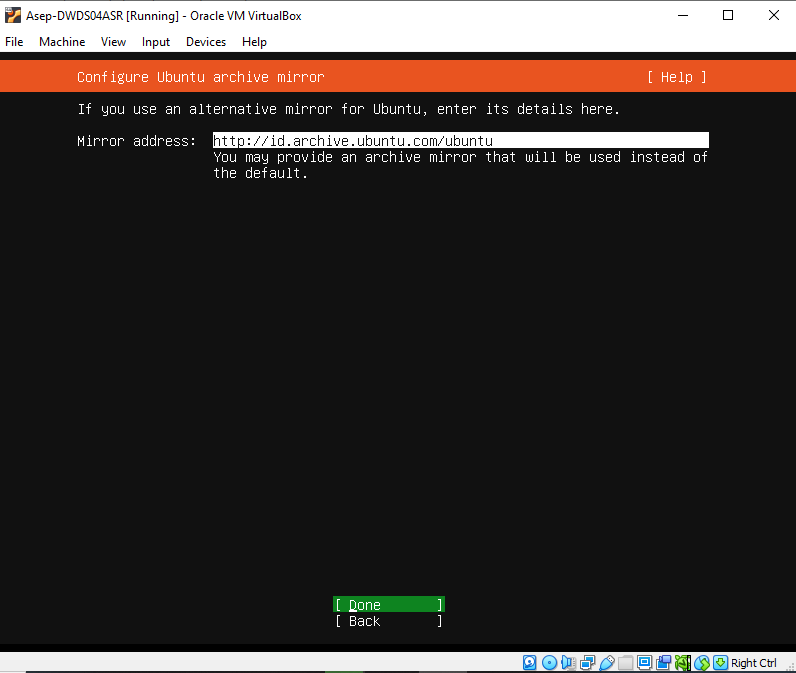 Asep-DWDS04ASR [Running] - Oracle VM VirtualBox
File Machine View Input Devices Help
Configure Ubuntu archive mirror [ Help ]
If you use an alternative mirror for Ubuntu, enter its details here.
Mirror address: http://id.archive.ubuntu.com/ubuntu
You may provide an archive mirror that will be used instead of
the default.
[ Done ]
[ Back ]
Right Ctrl